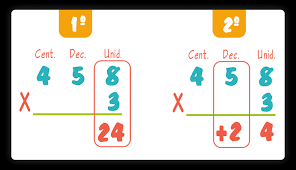 1º
Cent. Dec. Unid.
4 5 8
X 3
24
2º
Cent. Dec. Unid.
4 5 8
X 3
+2 4